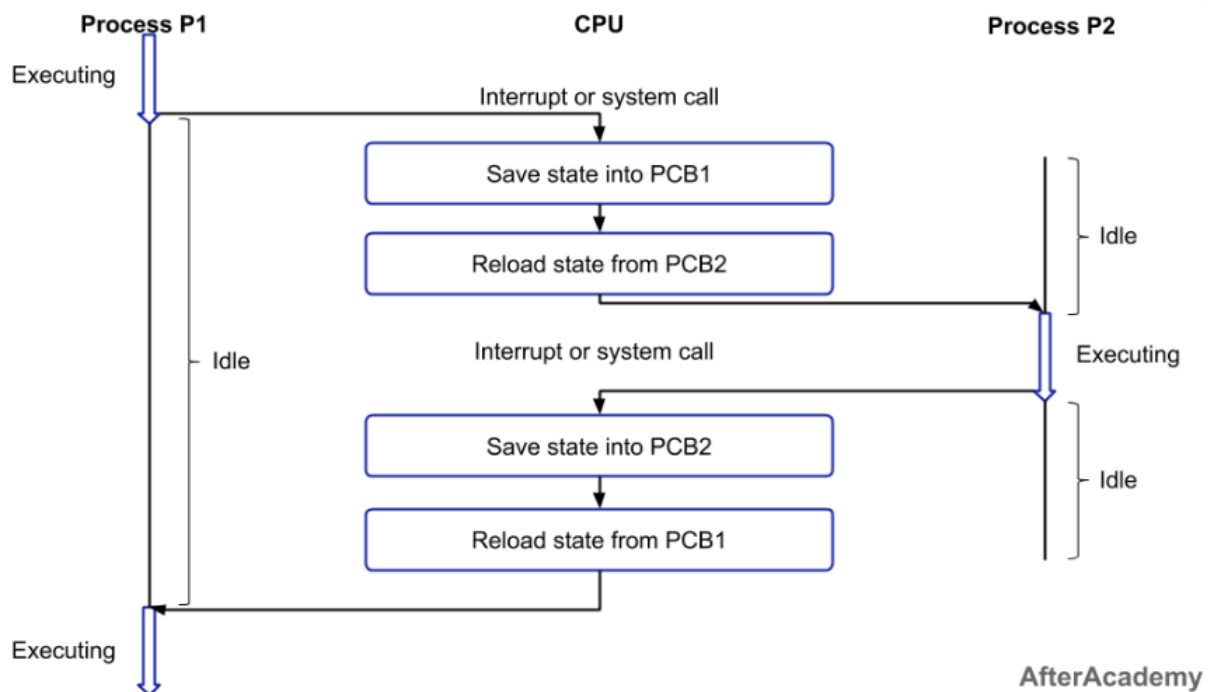 Process P1
CPU
Process P2
Executing
Interrupt or system call
Save state into PCB1
Idle
Reload state from PCB2
Interrupt or system call
Executing
Idle
Save state into PCB2
Idle
Reload state from PCB1
Executing
AfterAcademy